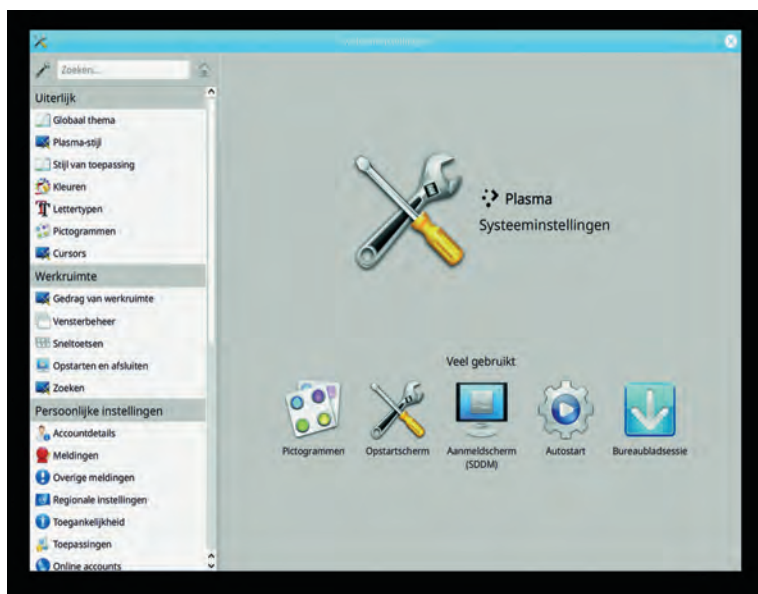 Zoeken...
Uiterlijk
Globaal thema
Plasma-stijl
Stijl van toepassing
Kleuren
Lettertypen
Pictogrammen
Cursors
Werkruimte
Gedrag van werkruimte
Vensterbeheer
Sneltoetsen
Opstarten en afsluiten
Zoeken
Persoonlijke instellingen
Accountdetails
Meldingen
Overige meldingen
Regionale instellingen
Toegankelijkheid
Toepassingen
Online accounts
Plasma
Systeeminstellingen
Veel gebruikt
Pictogrammen
Opstartscherm
Aanmeldscherm
(SDDM)
Autostart
Bureaubladsessie